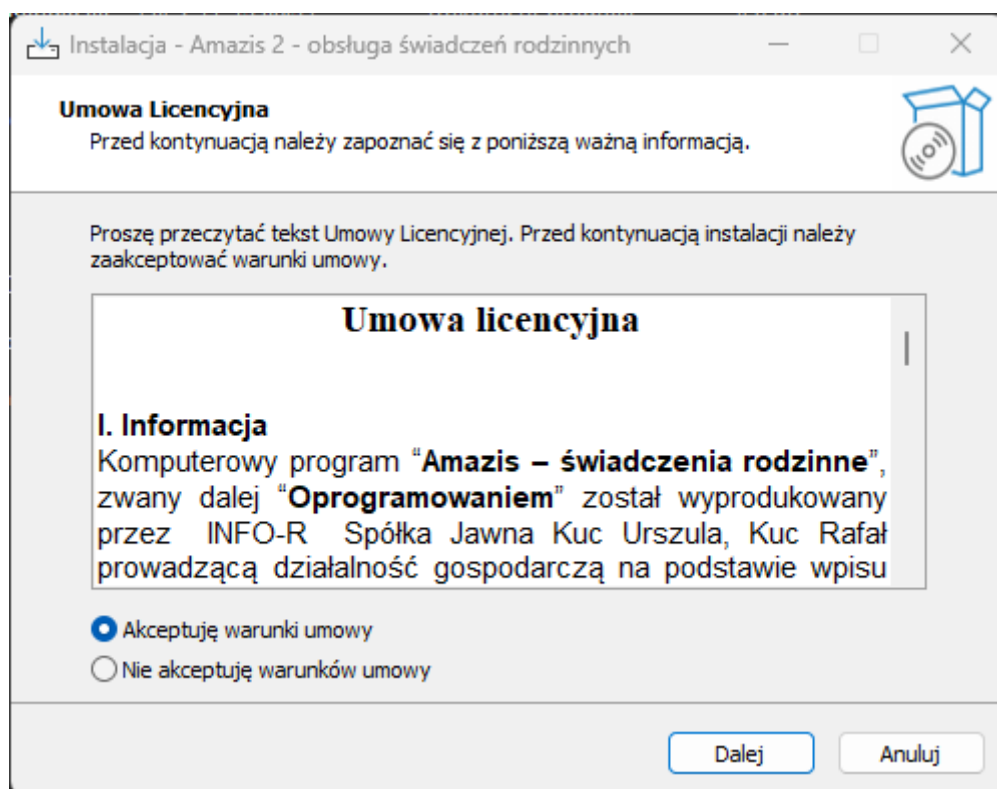 Instalacja - Amazis 2 - obsługa świadczeń rodzinnych
Umowa Licencyjna
Przed kontynuacją należy zapoznać się z poniższą ważną informacją.
Proszę przeczytać tekst Umowy Licencyjnej. Przed kontynuacją instalacji należy
zaakceptować warunki umowy.
Umowa licencyjna
I. Informacja
Komputerowy program “Amazis – świadczenia rodzinne”,
zwany dalej “Oprogramowaniem” został wyprodukowany
przez INFO-R Spółka Jawna Kuc Urszula, Kuc Rafał
prowadzącą działalność gospodarczą na podstawie wpisu
Akceptuję warunki umowy
Nie akceptuję warunków umowy
Dalej Anuluj